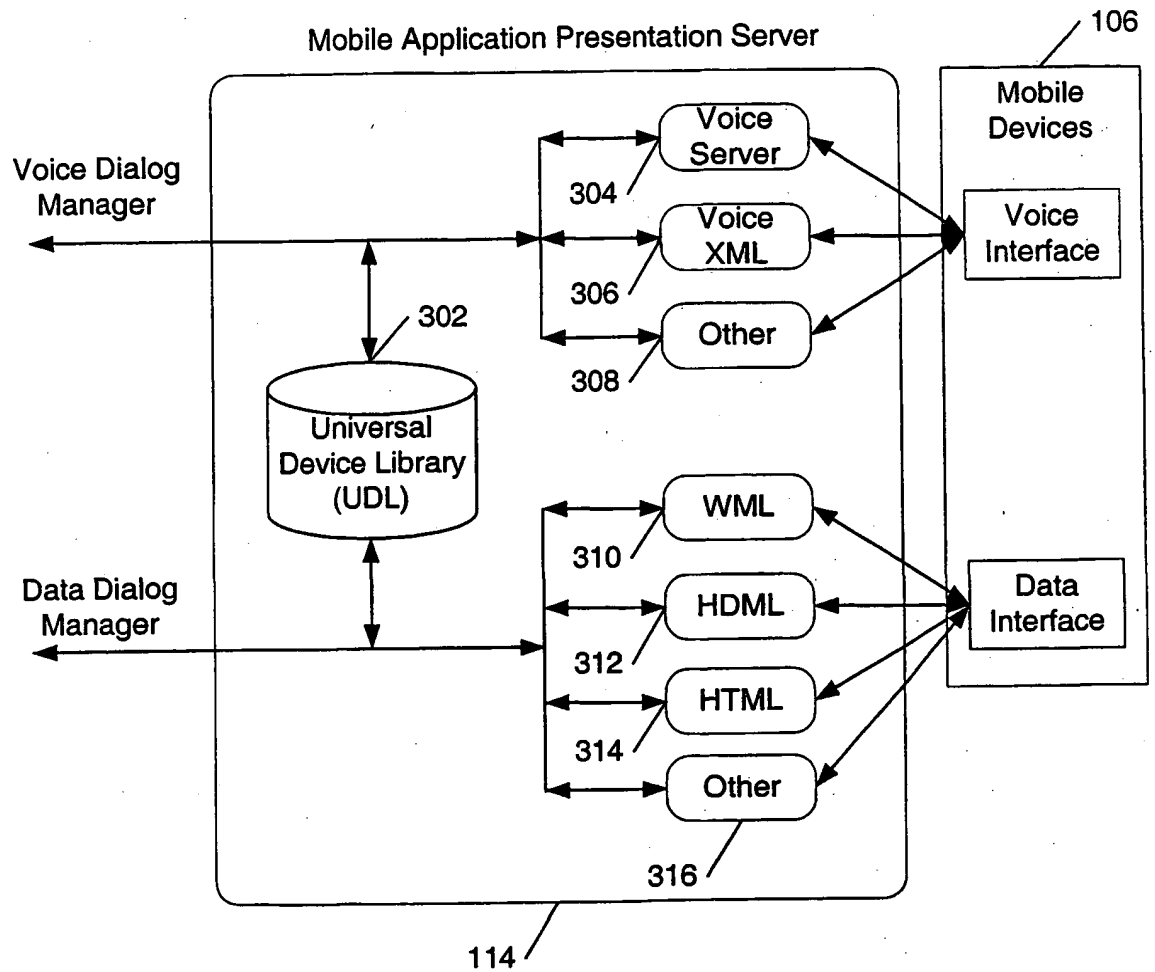 Mobile Application Presentation Server
106
Mobile
Devices
Voice
Server
304
Voice Dialog
Manager
Voice
XML
306
Voice
Interface
302
Other
308
Universal
Device Library
(UDL)
WML
310
Data Dialog
Manager
HDML
312
Data
Interface
HTML
314
Other
316
114